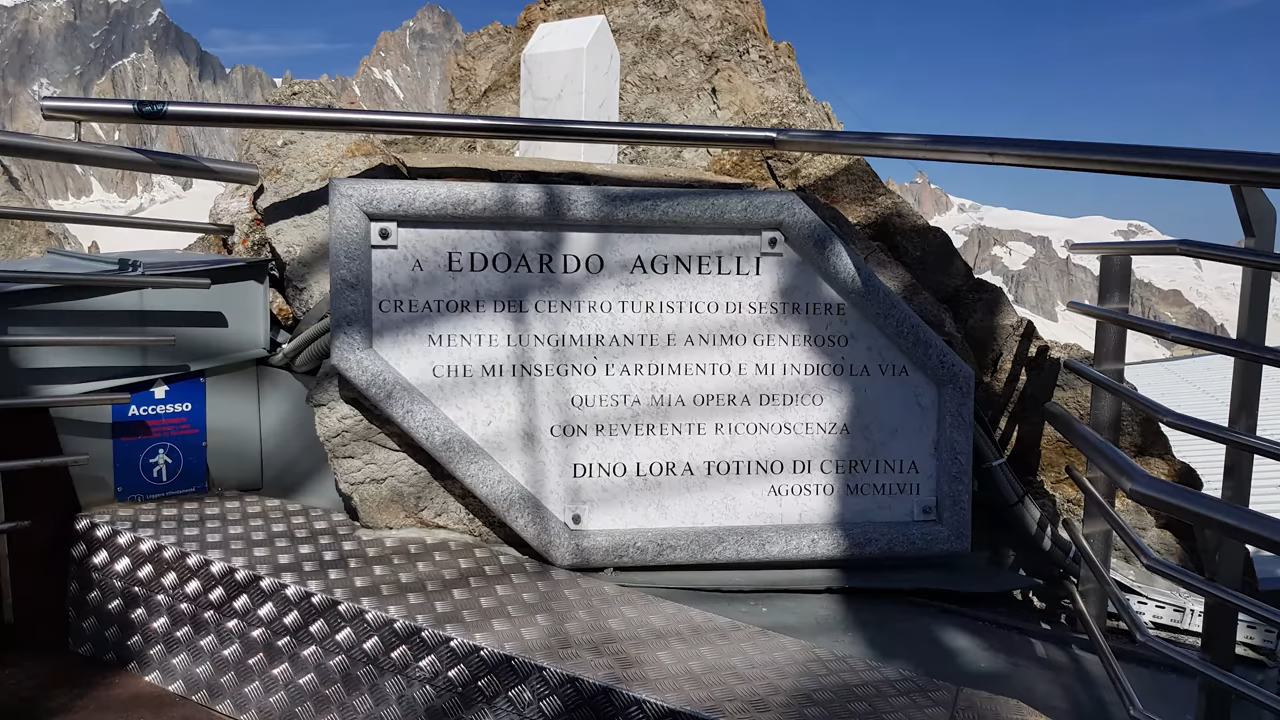 A EDOARDO AGNELLI
CREATORE DEL CENTRO TURISTICO DI SESTRIERE
MENTE LUNGIMIRANTE E ANIMO GENEROSO
CHE MI INSEGNÒ L'ARDIMENTO E MI INDICÒ LA VIA
QUESTA MIA OPERA DEDICO
CON REVERENTE RICONOSCENZA
DINO LORA TOTINO DI CERVINIA
AGOSTO MCMLVII
Accesso